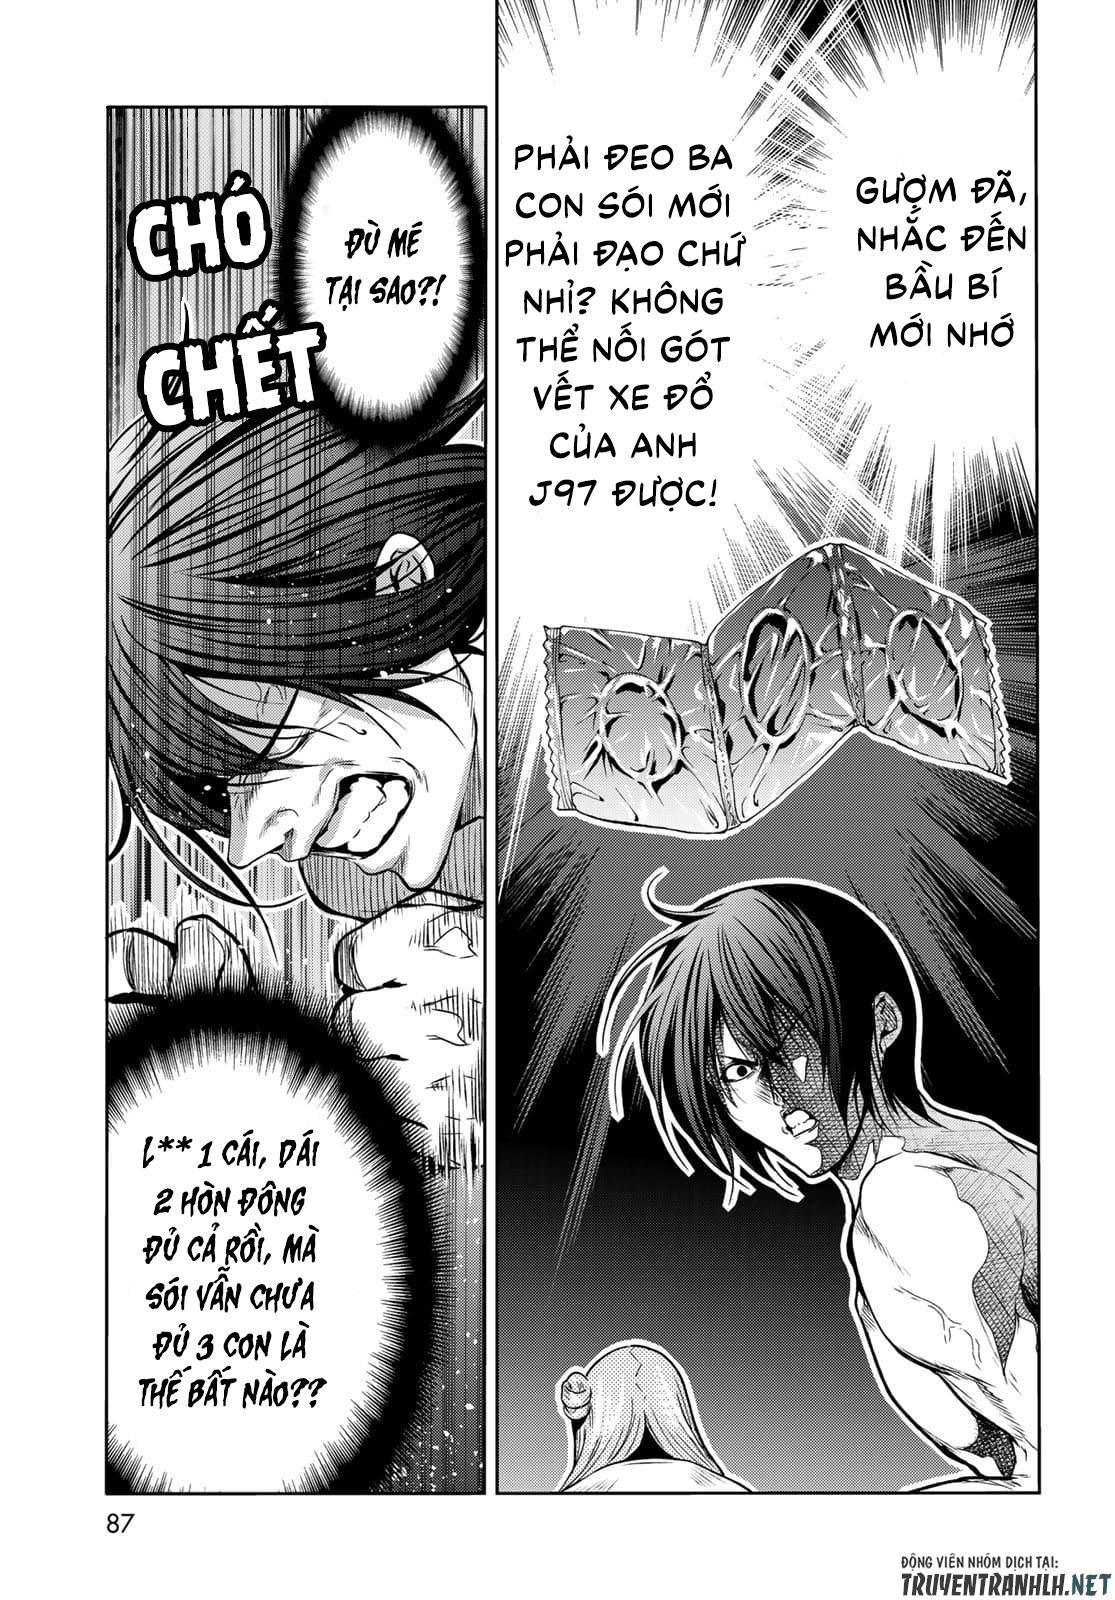 GƯỢM ĐÃ,
NHẮC ĐẾN
BẦU BÍ
MỚI NHỚ
PHẢI ĐEO BA
CON SÓI MỚI
PHẢI ĐẠO CHỨ
NHỈ? KHÔNG
THỂ NỐI GÓT
VẾT XE ĐỔ
CỦA ANH
J97 ĐƯỢC!
ĐÙ MÉ
TẠI SAO?!
CHÓ
CHẾT
L** 1 CÁI, DÁI
2 HÒN ĐÔNG
ĐỦ CẢ RỒI, MÀ
SÓI VẪN CHƯA
ĐỦ 3 CON LÀ
THẾ BẤT NÀO??
87
ĐỘNG VIÊN NHÓM DỊCH TẠI:
TRUYENTRANHLH.NET